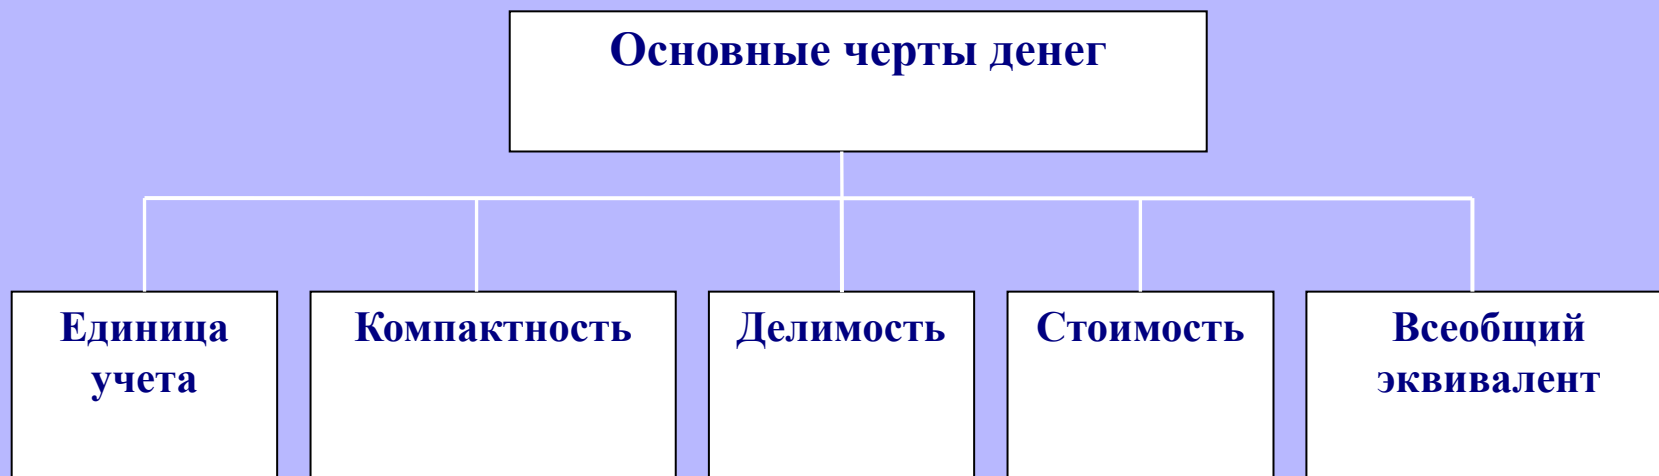 Основные черты денег
Единица
учета
Компактность
Делимость
Стоимость
Всеобщий
эквивалент